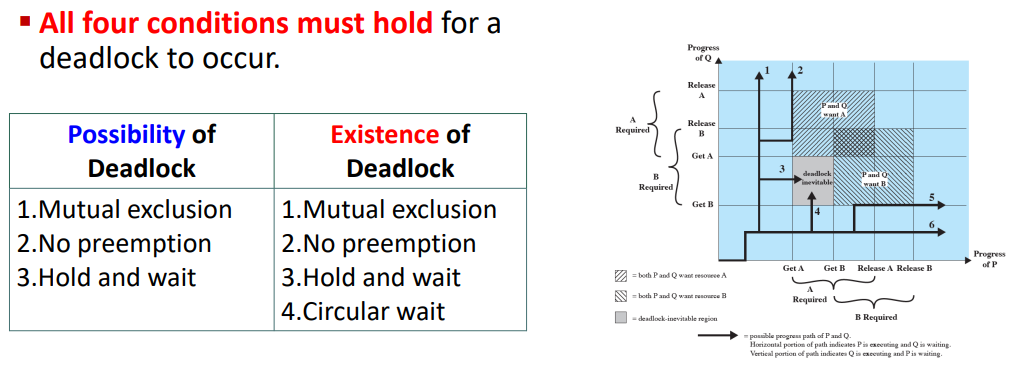 All four conditions must hold for a
deadlock to occur.
Possibility of
Deadlock
Existence of
Deadlock
1.Mutual exclusion
2.No preemption
3.Hold and wait
1.Mutual exclusion
2.No preemption
3.Hold and wait
4.Circular wait
Progress
of Q
1
2
Release
A
P and Q
want A
A
Required
Release
B
Get A
3
deadlock
inevitable
P and Q
want B
B
Required
Get B
4
5
6
Progress
of P
Get A
Get B
Release A
Release B
A
Required
B Required
= both P and Q want resource A
= both P and Q want resource B
= deadlock-inevitable region
= possible progress path of P and Q.
Horizontal portion of path indicates P is executing and Q is waiting.
Vertical portion of path indicates Q is executing and P is waiting.